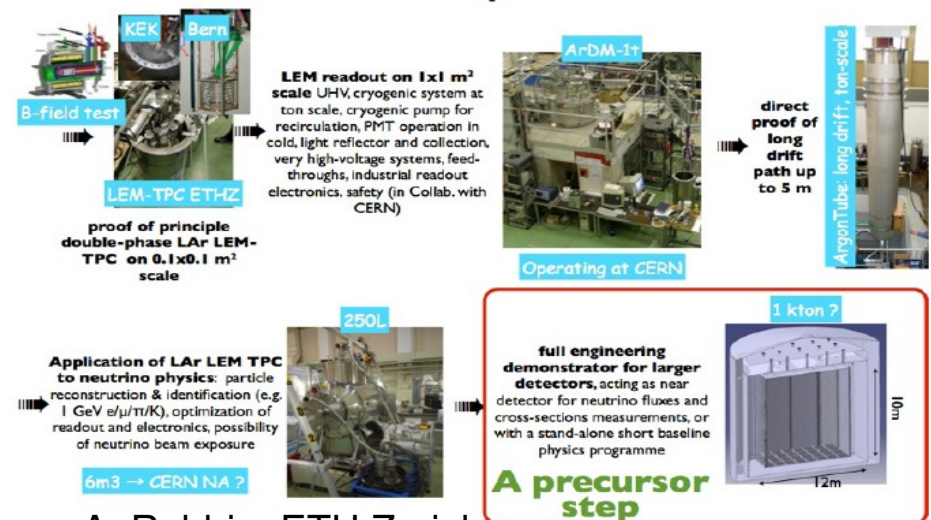 KEK
Bern
B-field test
LEM-TPC ETHZ
proof of principle
double-phase LAr LEM-
TPC on 0.1x0.1 m²
scale
LEM readout on 1x1 m²
scale UHV, cryogenic system at
ton scale, cryogenic pump for
recirculation, PMT operation in
cold, light reflector and collection,
very high-voltage systems, feed-
throughs, industrial readout
electronics, safety (in Collab. with
CERN)
ArDM-1t
Operating at CERN
direct
proof of
long
drift
path up
to 5 m
ArgonTube: long drift, ton-scale
Application of LAr LEM TPC
to neutrino physics: particle
reconstruction & identification (e.g.
1 GeV e/μ/π/K), optimization of
readout and electronics, possibility
of neutrino beam exposure
6m3 → CERN NA ?
250L
full engineering
demonstrator for larger
detectors, acting as near
detector for neutrino fluxes and
cross-sections measurements, or
with a stand-alone short baseline
physics programme
A precursor
step
1 kton ?
10m
12m